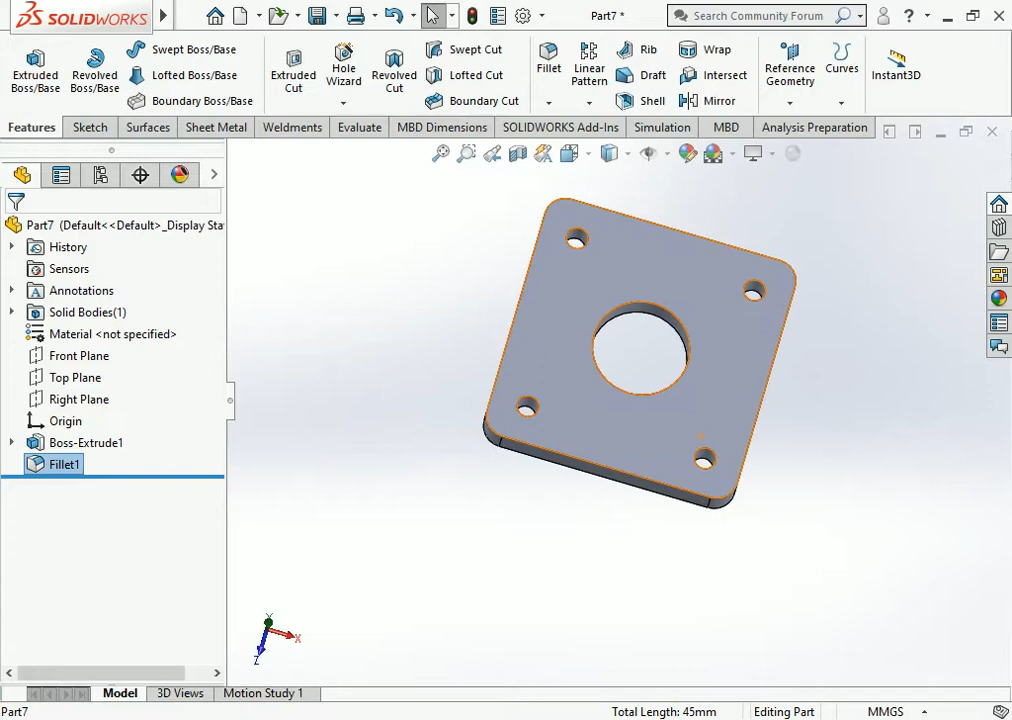 SOLIDWORKS
Part7 *
Search Community Forum
Extruded Boss/Base
Revolved Boss/Base
Swept Boss/Base
Lofted Boss/Base
Boundary Boss/Base
Extruded Cut
Hole Wizard
Revolved Cut
Swept Cut
Lofted Cut
Boundary Cut
Fillet
Linear Pattern
Rib
Draft
Shell
Wrap
Intersect
Mirror
Reference Geometry
Curves
Instant3D
Features
Sketch
Surfaces
Sheet Metal
Weldments
Evaluate
MBD Dimensions
SOLIDWORKS Add-Ins
Simulation
MBD
Analysis Preparation
Part7 (Default<<Default>_Display Sta
History
Sensors
Annotations
Solid Bodies(1)
Material <not specified>
Front Plane
Top Plane
Right Plane
Origin
Boss-Extrude1
Fillet1
Y
X
Z
Model
3D Views
Motion Study 1
Part7
Total Length: 45mm
Editing Part
MMGS